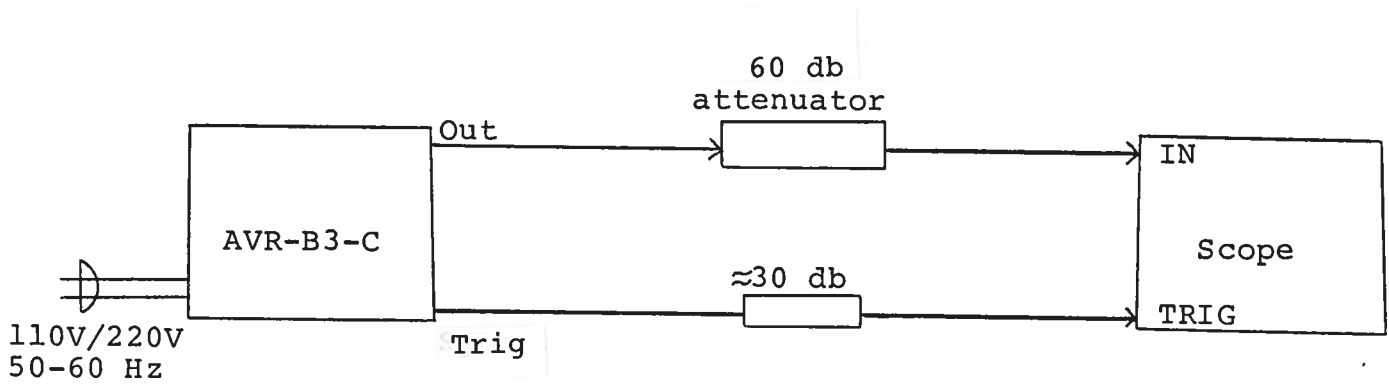 60 db
attenuator
Out
IN
AVR-B3-C
Scope
≈30 db
TRIG
Trig
110V/220V
50-60 Hz